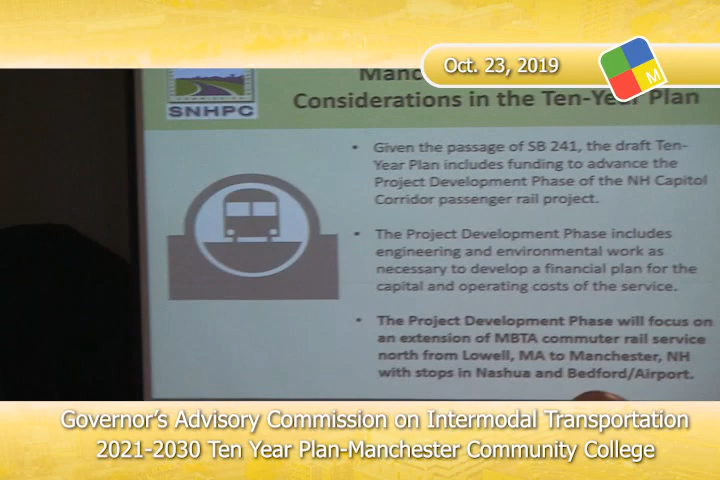 Oct. 23, 2019
M
SNHPC
Considerations in the Ten-Year Plan
• Given the passage of SB 241, the draft Ten-
Year Plan includes funding to advance the
Project Development Phase of the NH Capitol
Corridor passenger rail project.
• The Project Development Phase includes
engineering and environmental work as
necessary to develop a financial plan for the
capital and operating costs of the service.
• The Project Development Phase will focus on
an extension of MBTA commuter rail service
north from Lowell, MA to Manchester, NH
with stops in Nashua and Bedford/Airport.
Governor's Advisory Commission on Intermodal Transportation
2021-2030 Ten Year Plan-Manchester Community College